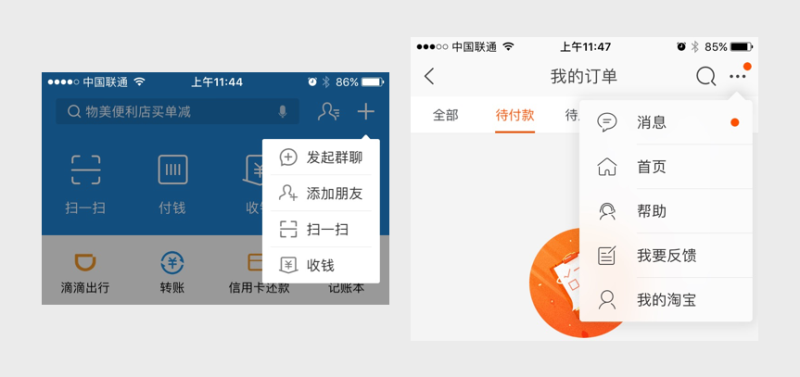 中国联通
上午11:44
86%
物美便利店买单减
发起群聊
添加朋友
扫一扫
收钱
扫一扫
付钱
收钱
滴滴出行
转账
信用卡还款
记账本
中国联通
上午11:47
85%
我的订单
全部
待付款
待
消息
首页
帮助
我要反馈
我的淘宝